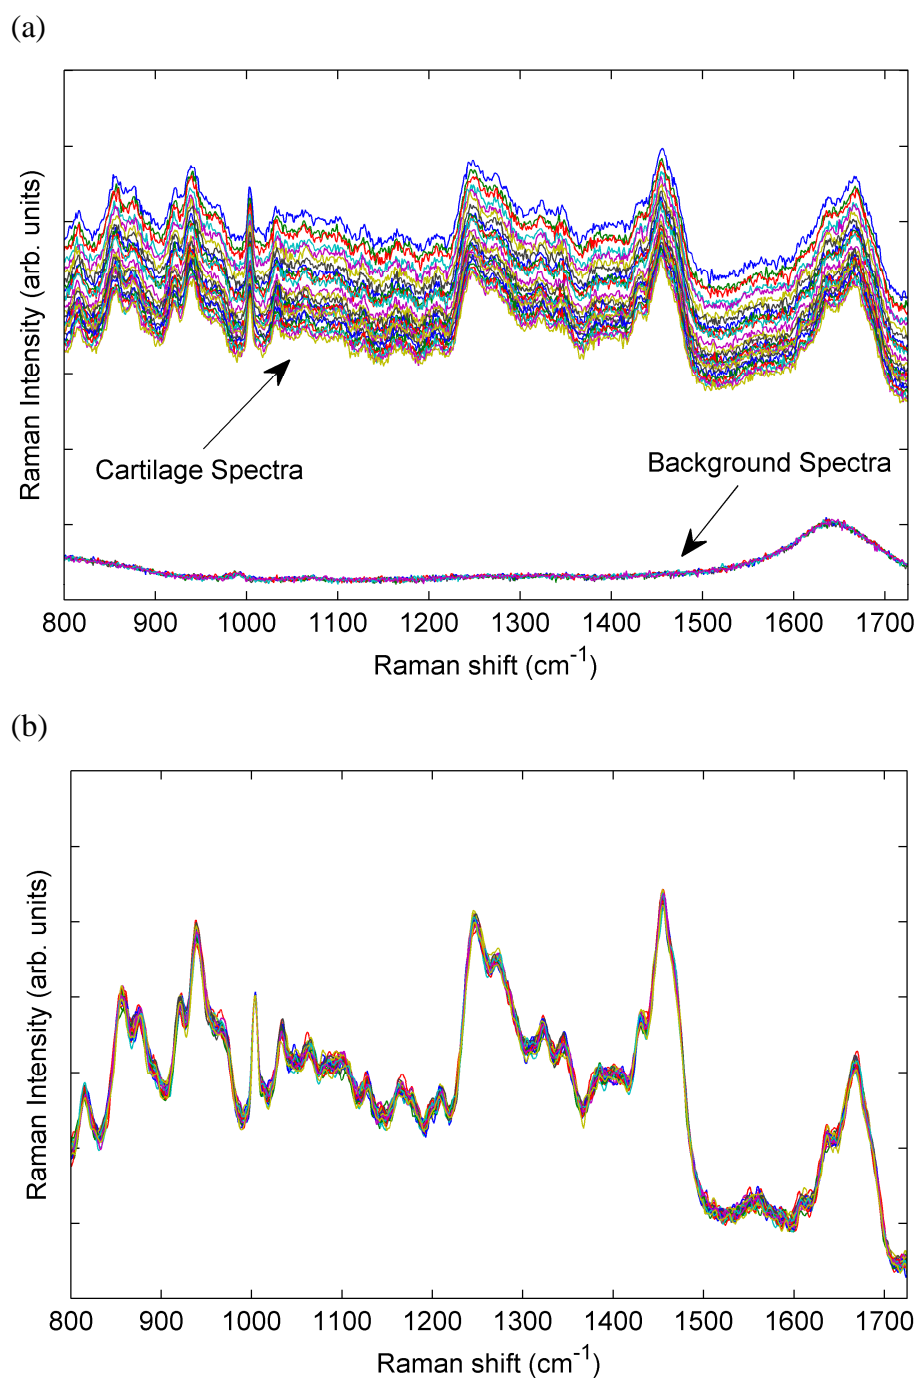 (a)
Raman Intensity (arb. units)
Cartilage Spectra
Background Spectra
800 900 1000 1100 1200 1300 1400 1500 1600 1700
Raman shift (cm⁻¹)
(b)
Raman Intensity (arb. units)
800 900 1000 1100 1200 1300 1400 1500 1600 1700
Raman shift (cm⁻¹)